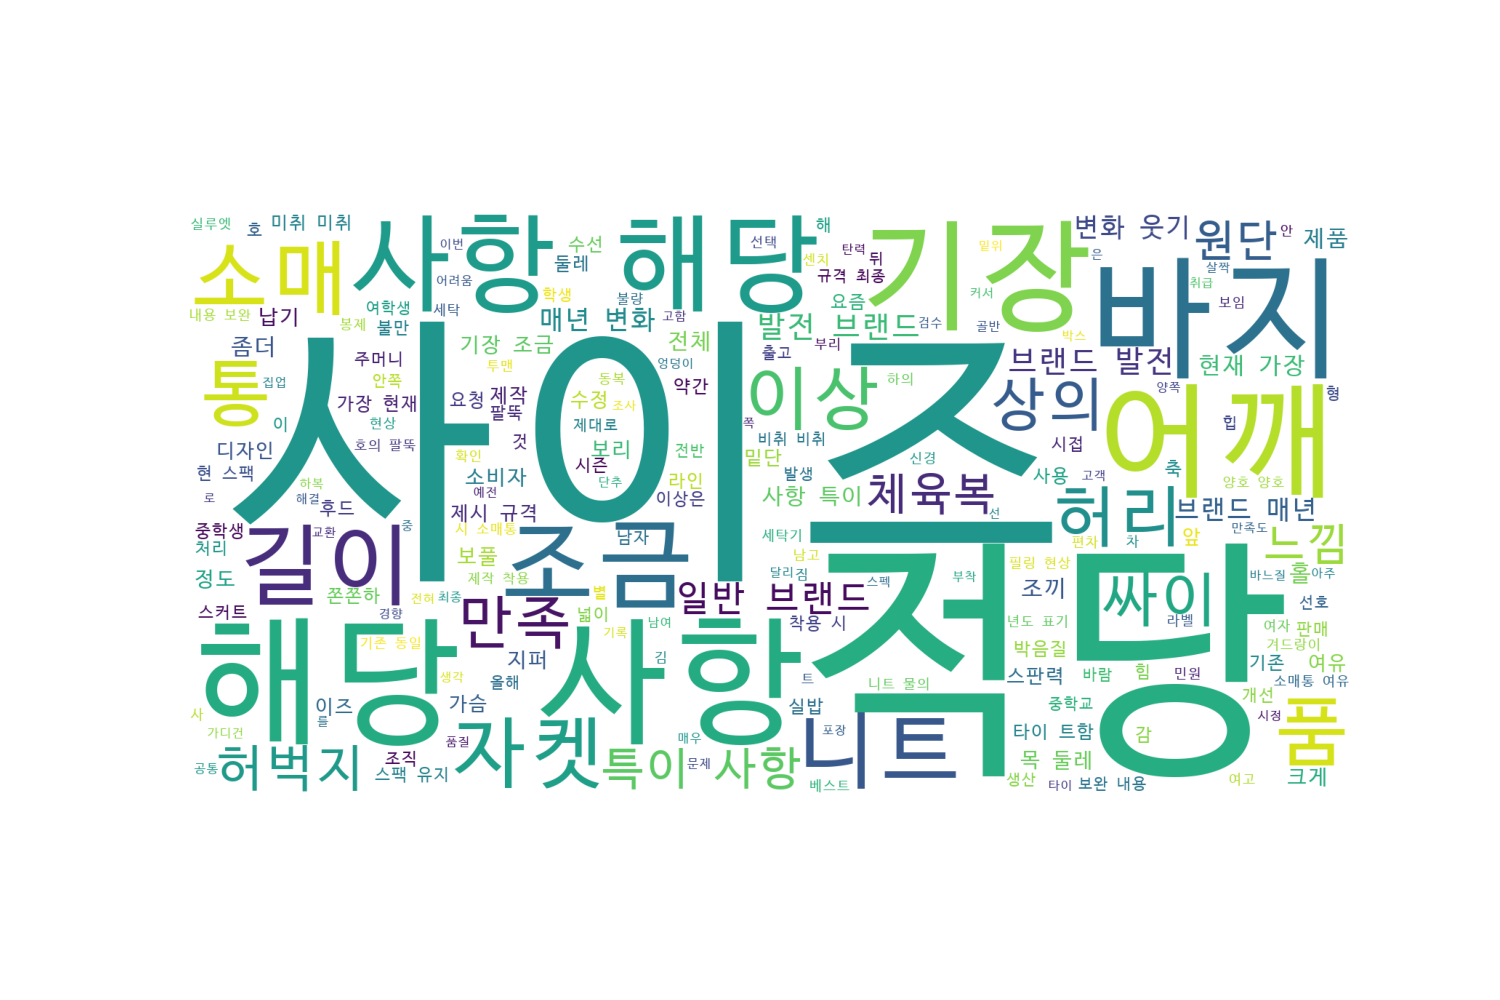 실루엣 호 미취 미취 이번 사항 해당 수선 해 선택 탄력 뒤 기장 밑위 변화 웃기 원단 안 제품
소매 어려움 둘레 센치 규격 최종 커서 은 살짝
내용 보완 납기 여학생 세탁 학생 불량 요즘 취급 보임 바지
봉제 불만 매년 변화 고함 발전 브랜드 검수 골반 박스
좀더 주머니 기장 조금 전체 출고 부리 브랜드 발전 현재 가장
통 집업 안쪽 투맨 동복 엉덩이 약간 이상 하의 상의 양쪽 형
가장 현재 요청 제작 수정 조사 어깨
이 현상 팔뚝 것 제대로 쪽 힙
디자인 호의 팔뚝 확인 보리 전반 비취 비취 밑단 시접
현 스팩 소비자 시즌 라인 발생 신경 사용 고객 축
하복 예전 단추 이상은 사항 특이 체육복 양호 양호
로 해결 후드 제시 규격 사이즈 선 허리 브랜드 매년
중학생 교환 중 시 소매통 남자 세탁기 편차 차 앞 만족도 느낌
처리 길이 보풀 조금 남고 필링 현상
정도 쫀쫀하 제작 착용 달리 짐 스펙 부착 조끼 싸이 홀 바느질 아주
스커트 경향 전혀 최종 만족 별 넓이 일반 브랜드 선호
기록 남여 착용 시 년도 표기 라벨 여자 판매
해당 사항 기존 동일 지퍼 김 박음질 겨드랑이
생각 올해 트 니트 물의 스판력 바람 힘 민원 기존 여유
사 이즈 를 가슴 실밥 적당 중학교 개선 소매통 여유
가디건 자켓 매우 포장 니트 타이 트함 감 시정 품
허벅지 조직 품질 특이 사항 목 둘레
공통 스팩 유지 문제 베스트 생산 타이 보완 내용 여고 크게